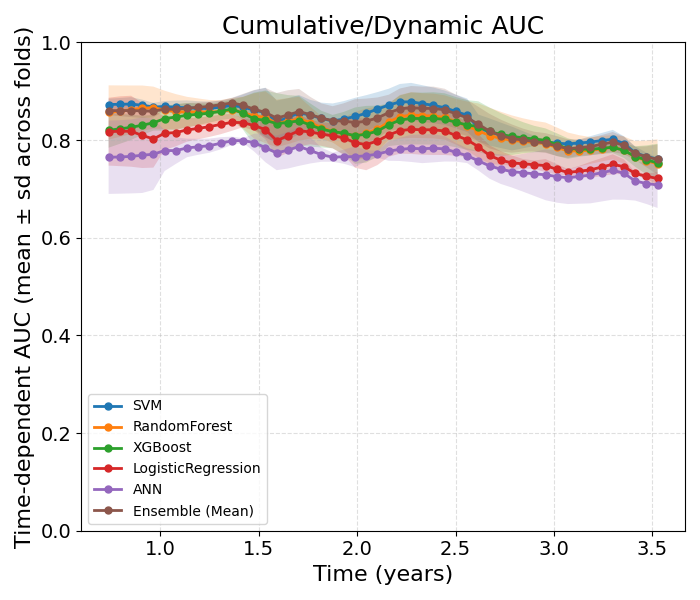 Cumulative/Dynamic AUC
Time-dependent AUC (mean ± sd across folds)
1.0
0.8
0.6
0.4
0.2
0.0
SVM
RandomForest
XGBoost
LogisticRegression
ANN
Ensemble (Mean)
1.0 1.5 2.0 2.5 3.0 3.5
Time (years)